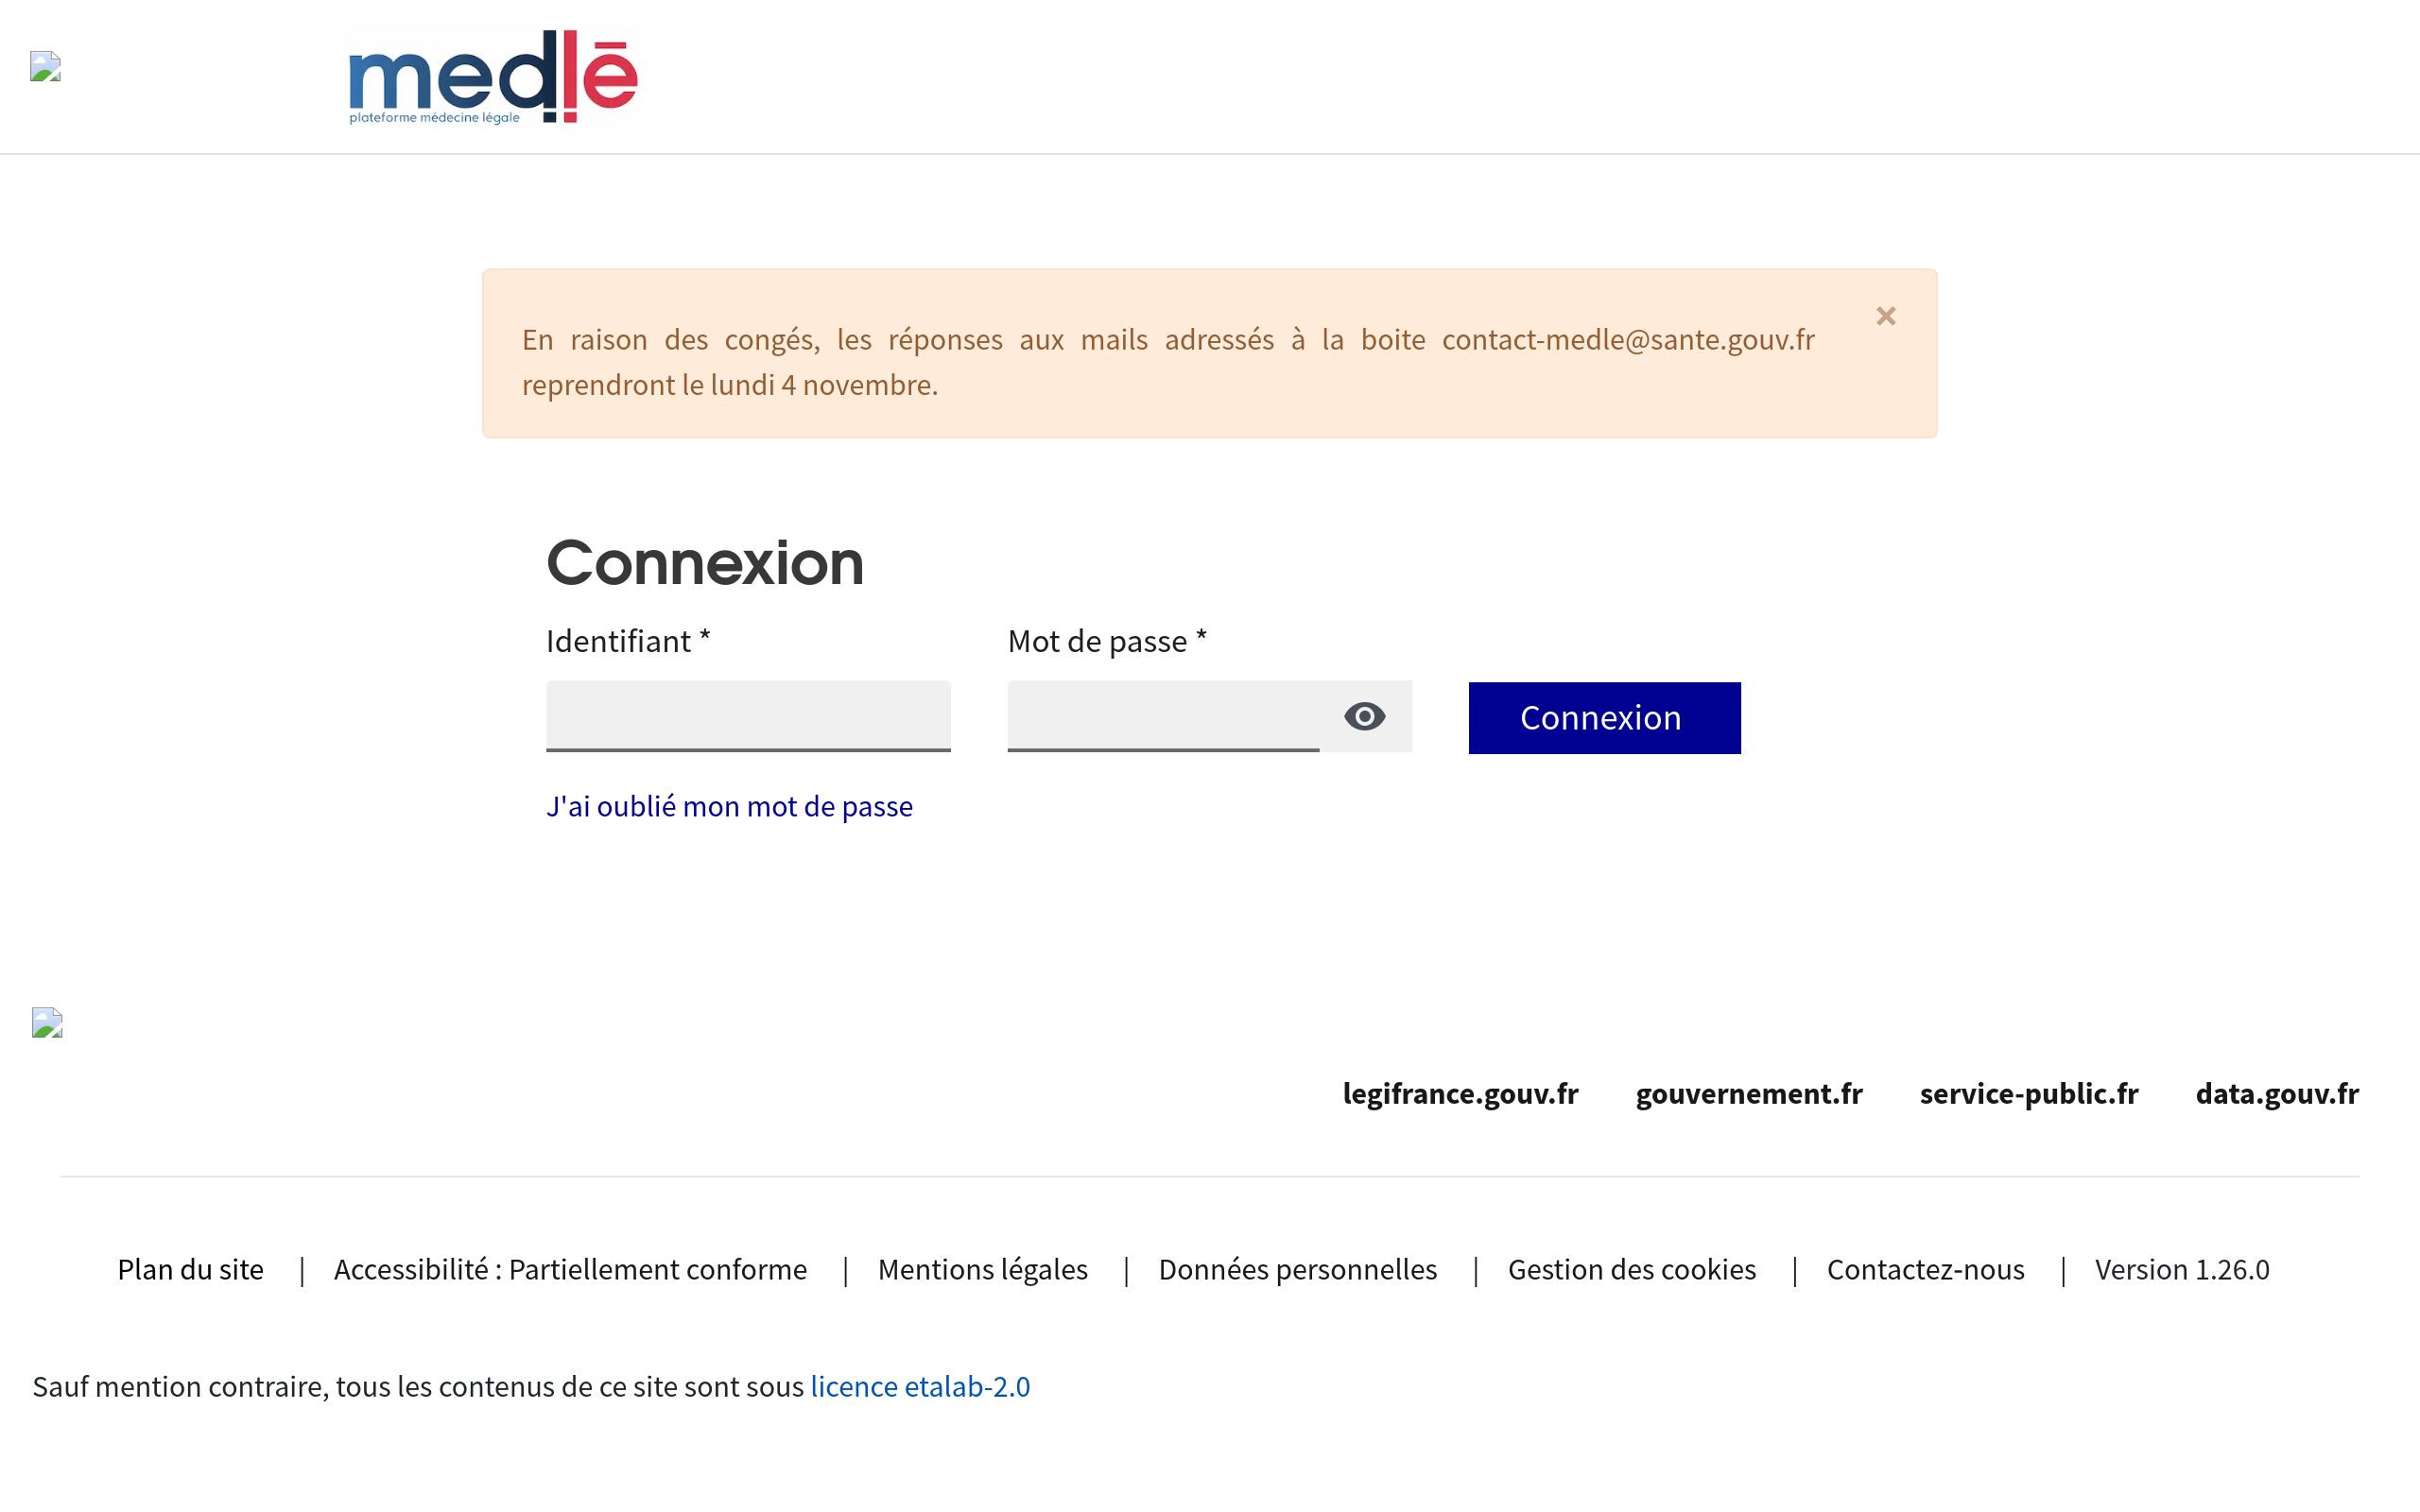 medlē
plateforme médecine légale
En raison des congés, les réponses aux mails adressés à la boite contact-medle@sante.gouv.fr
reprendront le lundi 4 novembre.
×
Connexion
Identifiant *
Mot de passe *
Connexion
J'ai oublié mon mot de passe
legifrance.gouv.fr gouvernement.fr service-public.fr data.gouv.fr
Plan du site | Accessibilité : Partiellement conforme | Mentions légales | Données personnelles | Gestion des cookies | Contactez-nous | Version 1.26.0
Sauf mention contraire, tous les contenus de ce site sont sous licence etalab-2.0